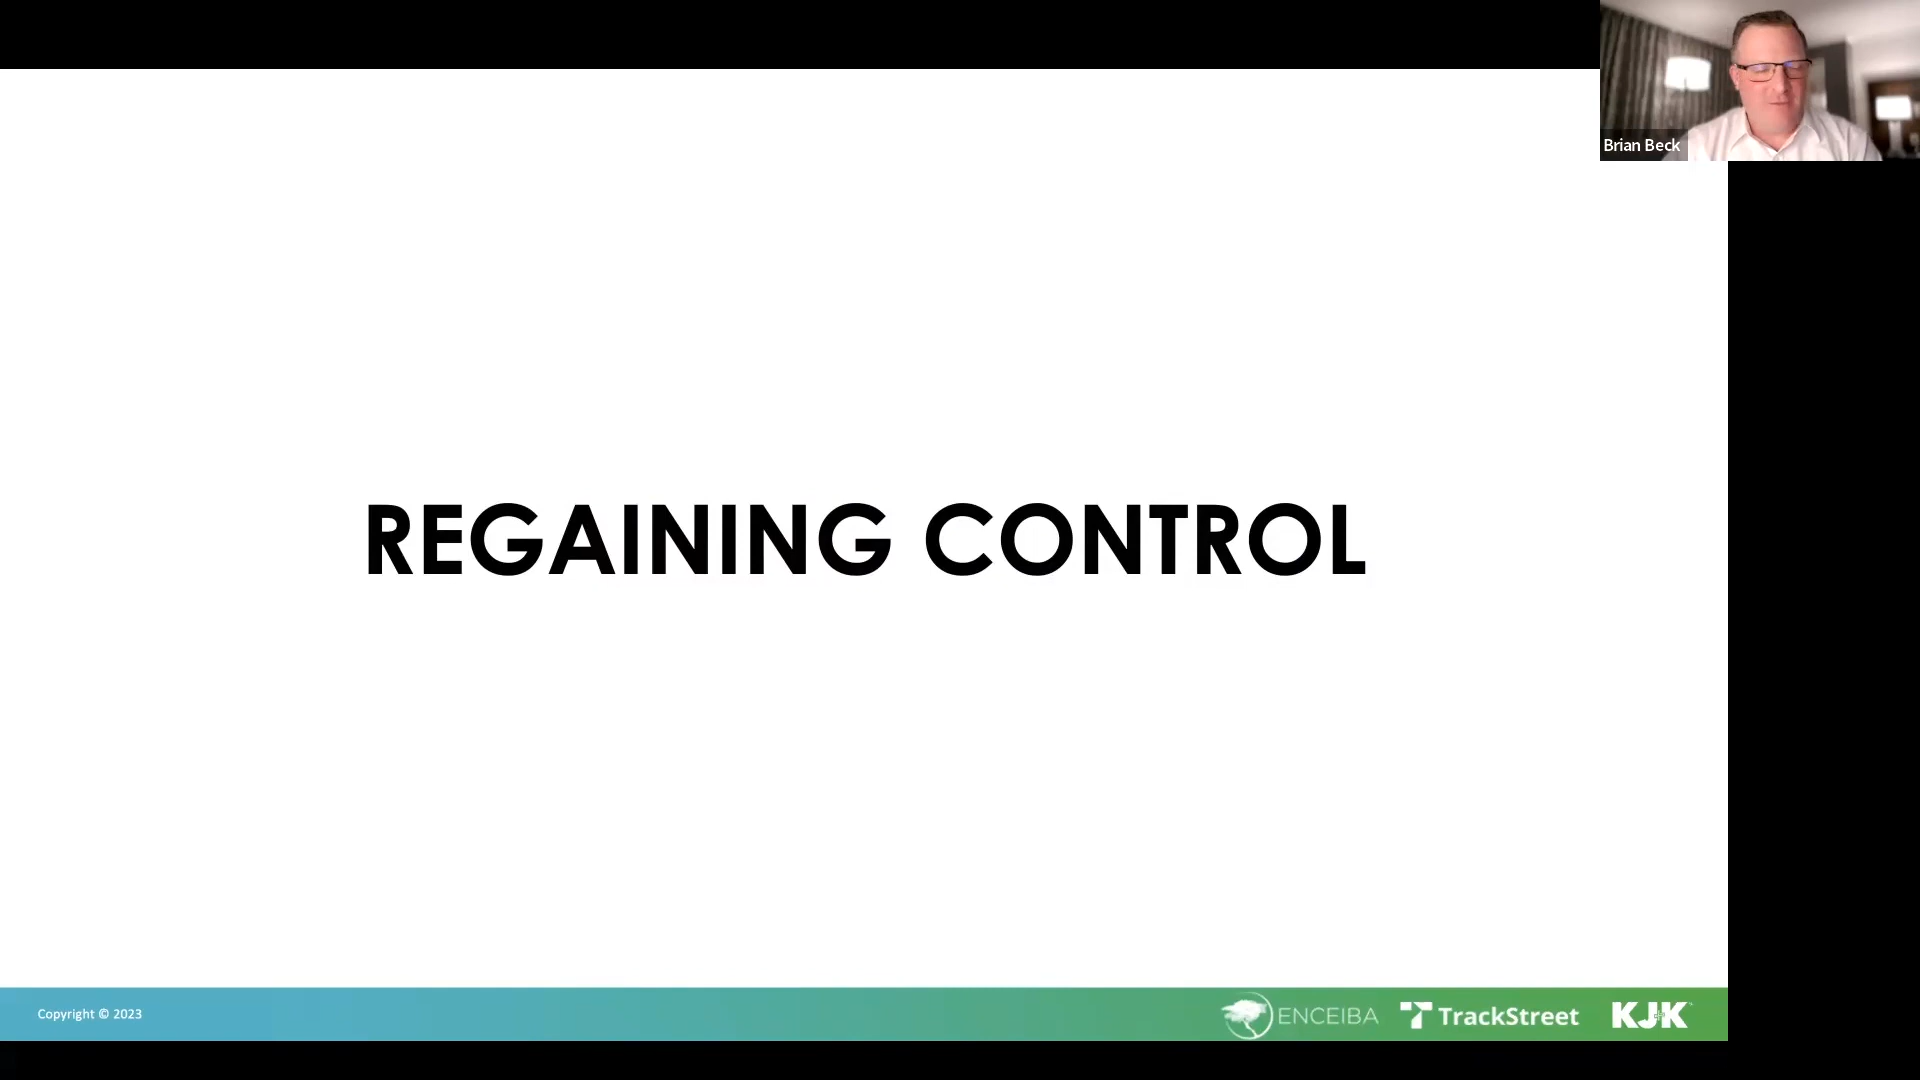 Brian Beck
REGAINING CONTROL
Copyright © 2023
ENCEIBA
TrackStreet
KJK